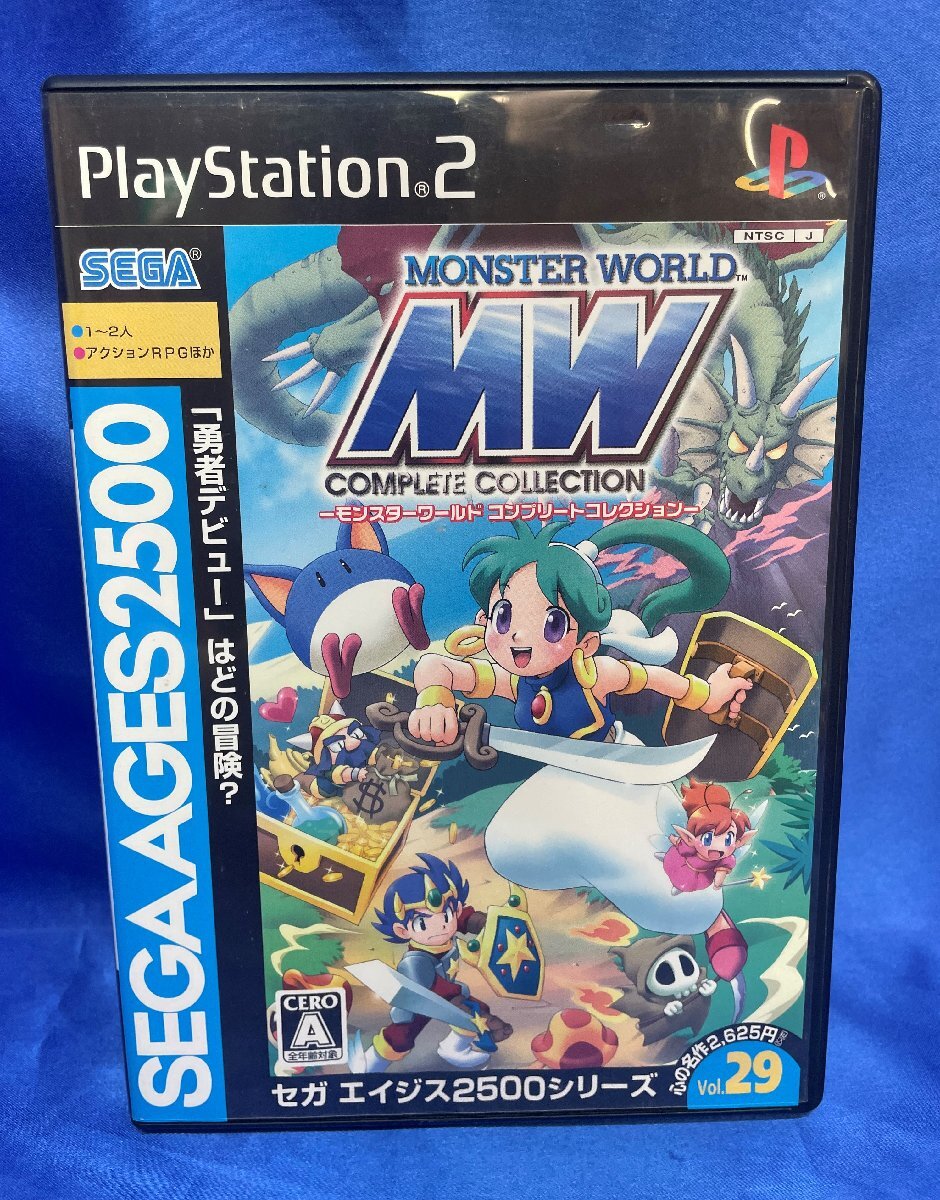 PlayStation®2
NTSC J
SEGA®
●1〜2人
●アクションRPGほか
SEGA AGES 2500
「勇者デビュー」はどの冒険?
MONSTER WORLD™
MW
COMPLETE COLLECTION
ーモンスターワールド コンプリートコレクションー
$
CERO
A
全年齢対象
セガ エイジス2500シリーズ
心の名作2,625円
Vol.29